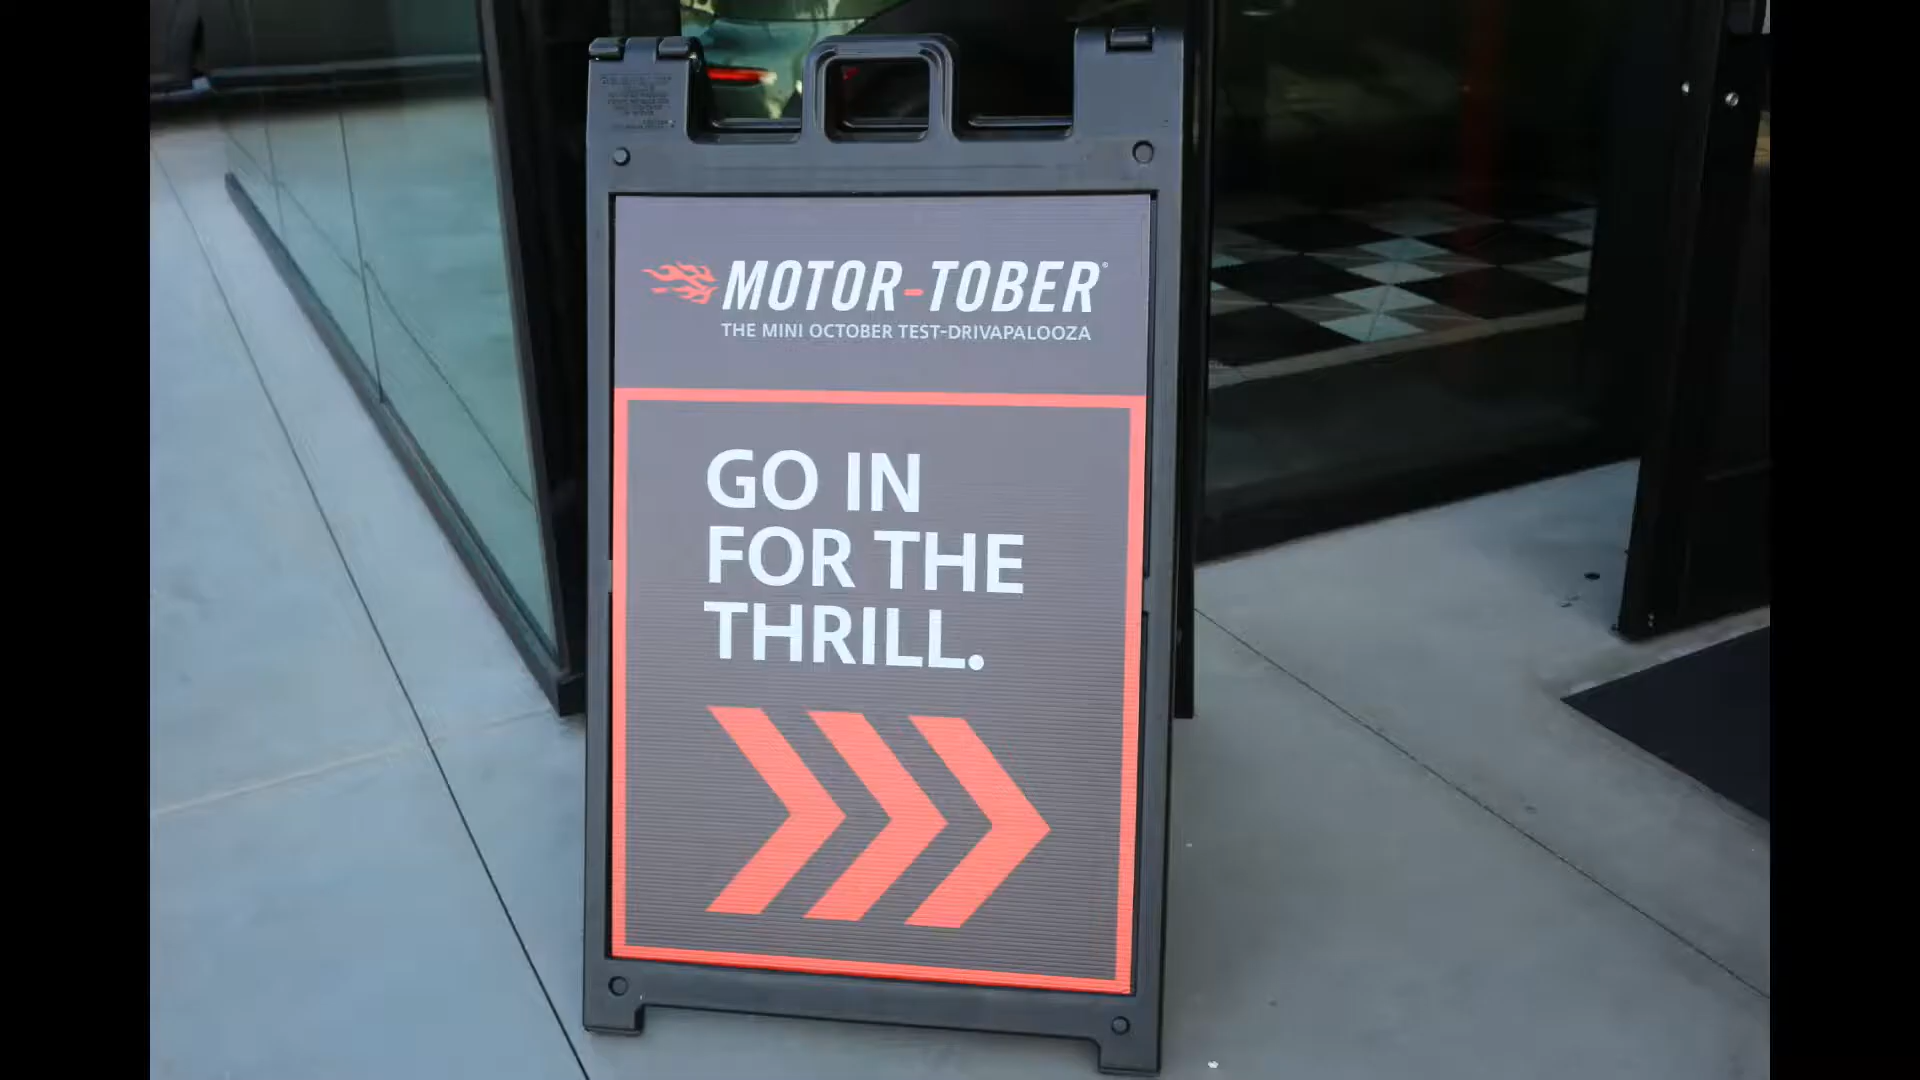 MOTOR-TOBER®
THE MINI OCTOBER TEST-DRIVAPALOOZA
GO IN
FOR THE
THRILL.